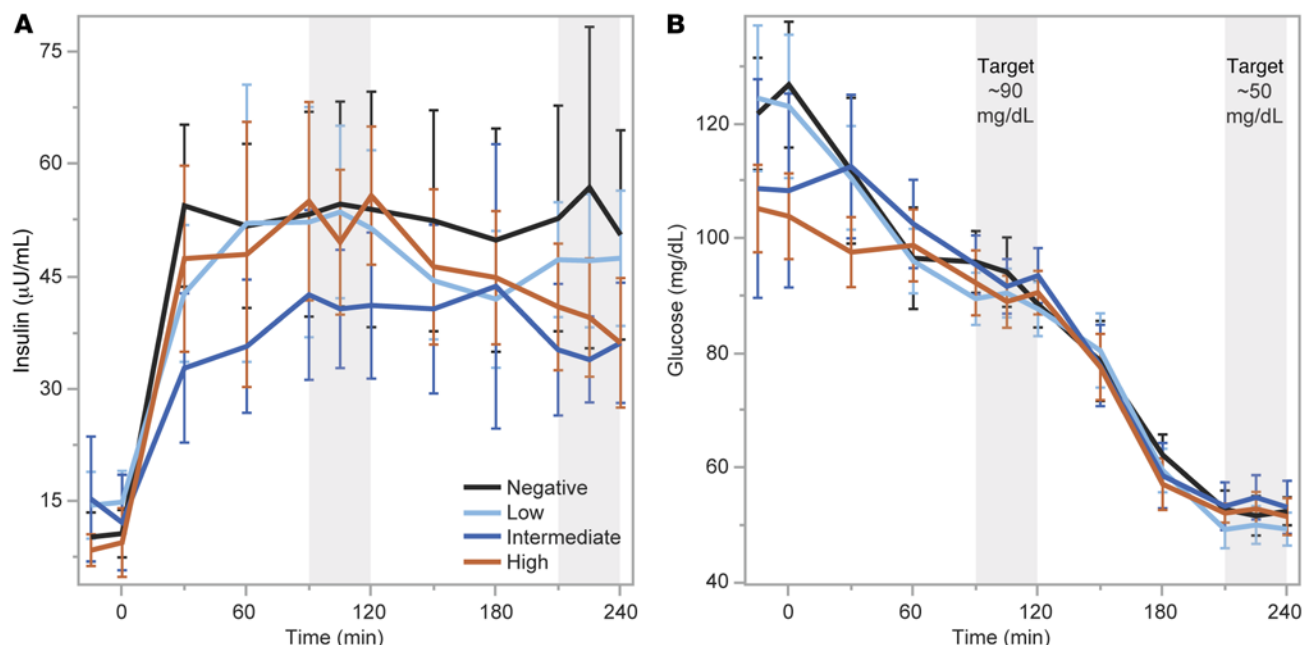 A
75
60
45
30
15
Insulin (μU/mL)
Negative
Low
Intermediate
High
0
60
120
180
240
Time (min)
B
120
100
80
60
40
Glucose (mg/dL)
Target
~90
mg/dL
Target
~50
mg/dL
0
60
120
180
240
Time (min)